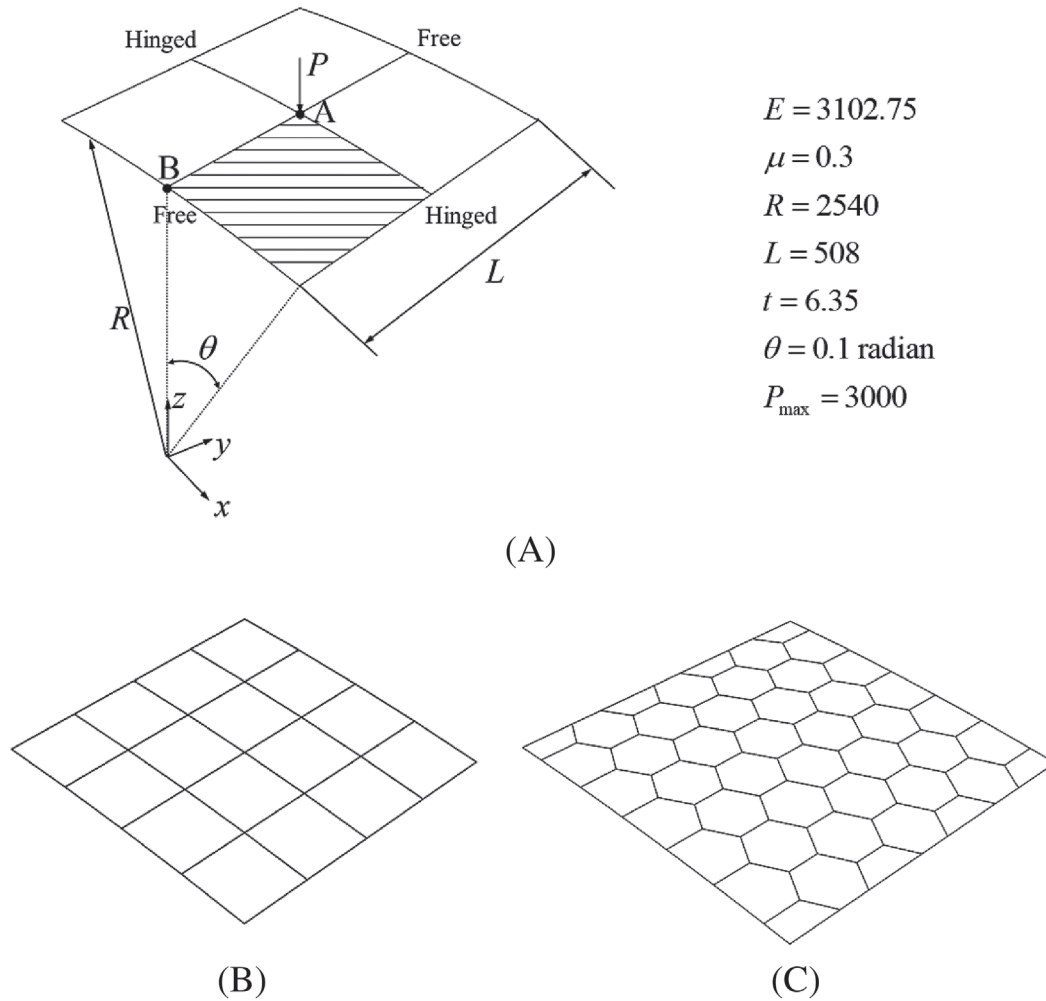 Hinged
Free
P
A
B
Free
Hinged
L
R
θ
z
y
x
E = 3102.75
μ = 0.3
R = 2540
L = 508
t = 6.35
θ = 0.1 radian
P_max = 3000
(A)
(B)
(C)